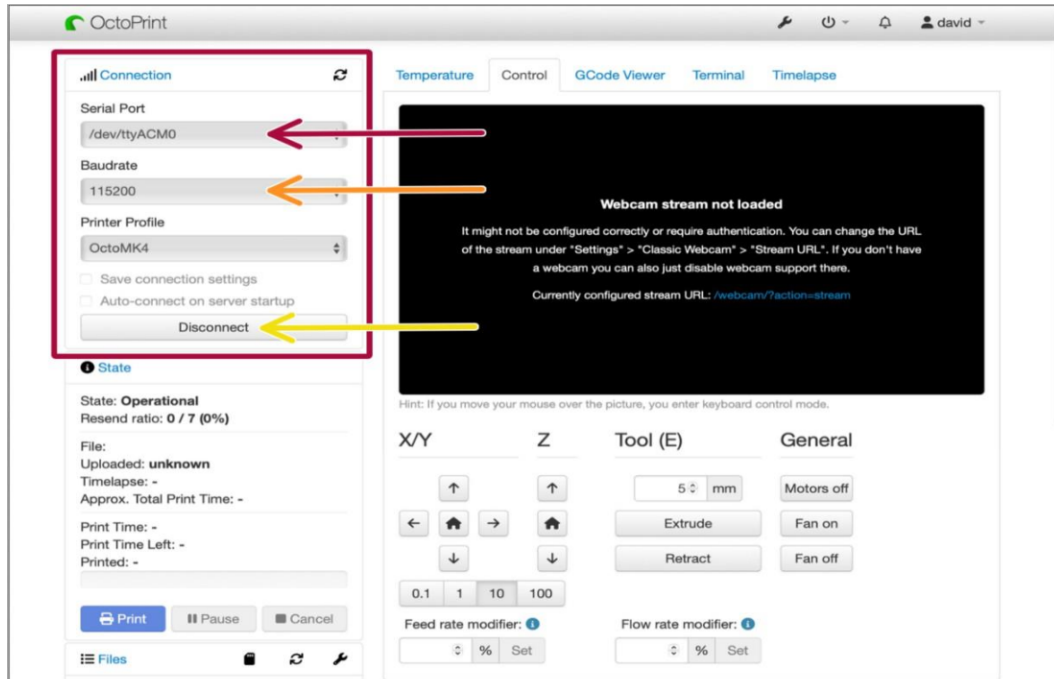 OctoPrint
david
Connection
Serial Port
/dev/ttyACM0
Baudrate
115200
Printer Profile
OctoMK4
Save connection settings
Auto-connect on server startup
Disconnect
State
State: Operational
Resend ratio: 0 / 7 (0%)
File:
Uploaded: unknown
Timelapse: -
Approx. Total Print Time: -
Print Time: -
Print Time Left: -
Printed: -
Print Pause Cancel
Files
Temperature Control GCode Viewer Terminal Timelapse
Webcam stream not loaded
It might not be configured correctly or require authentication. You can change the URL
of the stream under "Settings" > "Classic Webcam" > "Stream URL". If you don't have
a webcam you can also just disable webcam support there.
Currently configured stream URL: /webcam/?action=stream
Hint: If you move your mouse over the picture, you enter keyboard control mode.
X/Y Z Tool (E) General
5 mm Motors off
Extrude Fan on
Retract Fan off
0.1 1 10 100
Feed rate modifier: Flow rate modifier:
% Set % Set